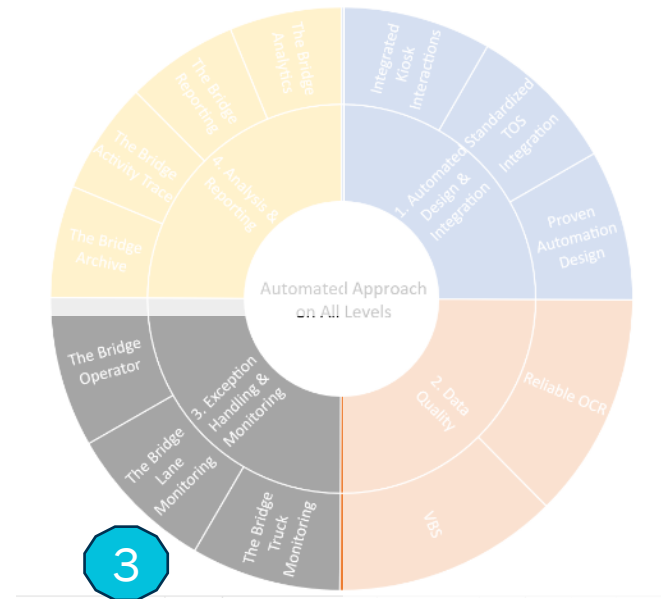 Integrated
Kiosk
Interactions
Standardized
TOS
Integration
Proven
Automation
Design
1. Automated
Design &
Integration
Reliable OCR
VBS
2. Data
Quality
The Bridge
Truck
Monitoring
The Bridge
Lane
Monitoring
The Bridge
Operator
3. Exception
Handling &
Monitoring
The Bridge
Archive
The Bridge
Activity Trace
The Bridge
Reporting
The Bridge
Analytics
4. Analysis &
Reporting
Automated Approach
on All Levels
3